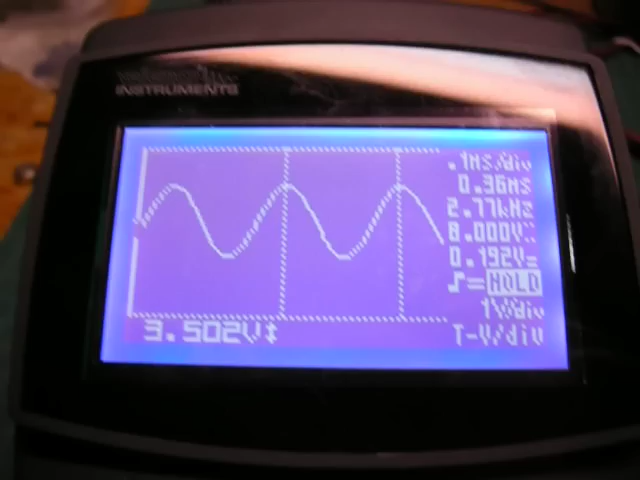 INSTRUMENTS
.1ms/div
0.36ms
2.77kHz
8.000V
0.192V=
=HOLD
1V/div
3.502V↕
T-V/div